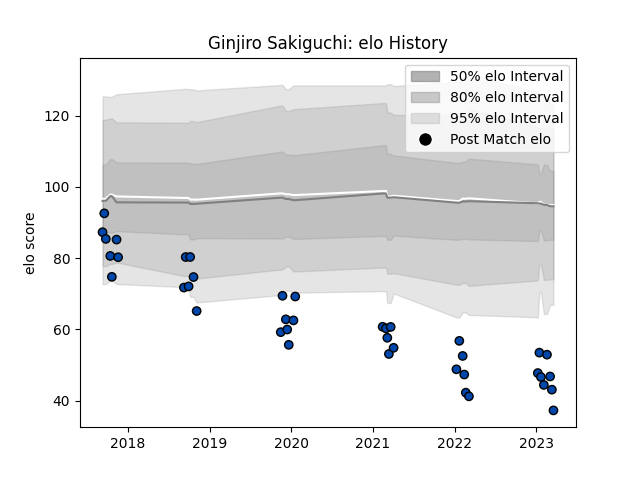 Ginjiro Sakiguchi: elo History
50% elo Interval
80% elo Interval
95% elo Interval
Post Match elo
elo score
120
100
80
60
40
2018
2019
2020
2021
2022
2023